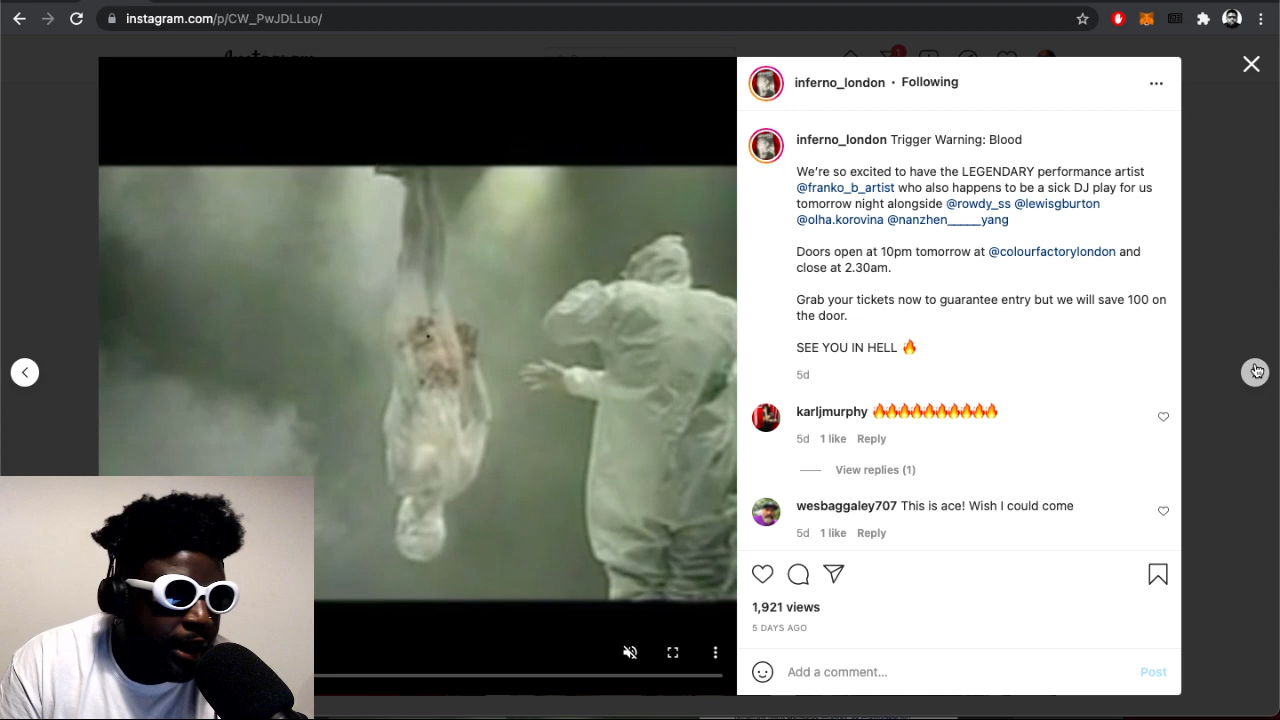 instagram.com/p/CW_PwJDLLuo/
inferno_london • Following
inferno_london Trigger Warning: Blood
We're so excited to have the LEGENDARY performance artist
@franko_b_artist who also happens to be a sick DJ play for us
tomorrow night alongside @rowdy_ss @lewisgburton
@olha.korovina @nanzhen_____yang
Doors open at 10pm tomorrow at @colourfactorylondon and
close at 2.30am.
Grab your tickets now to guarantee entry but we will save 100 on
the door.
SEE YOU IN HELL 🔥
5d
karljmurphy 🔥🔥🔥🔥🔥🔥🔥🔥🔥🔥
5d 1 like Reply
View replies (1)
wesbaggaley707 This is ace! Wish I could come
5d 1 like Reply
1,921 views
5 DAYS AGO
Add a comment... Post